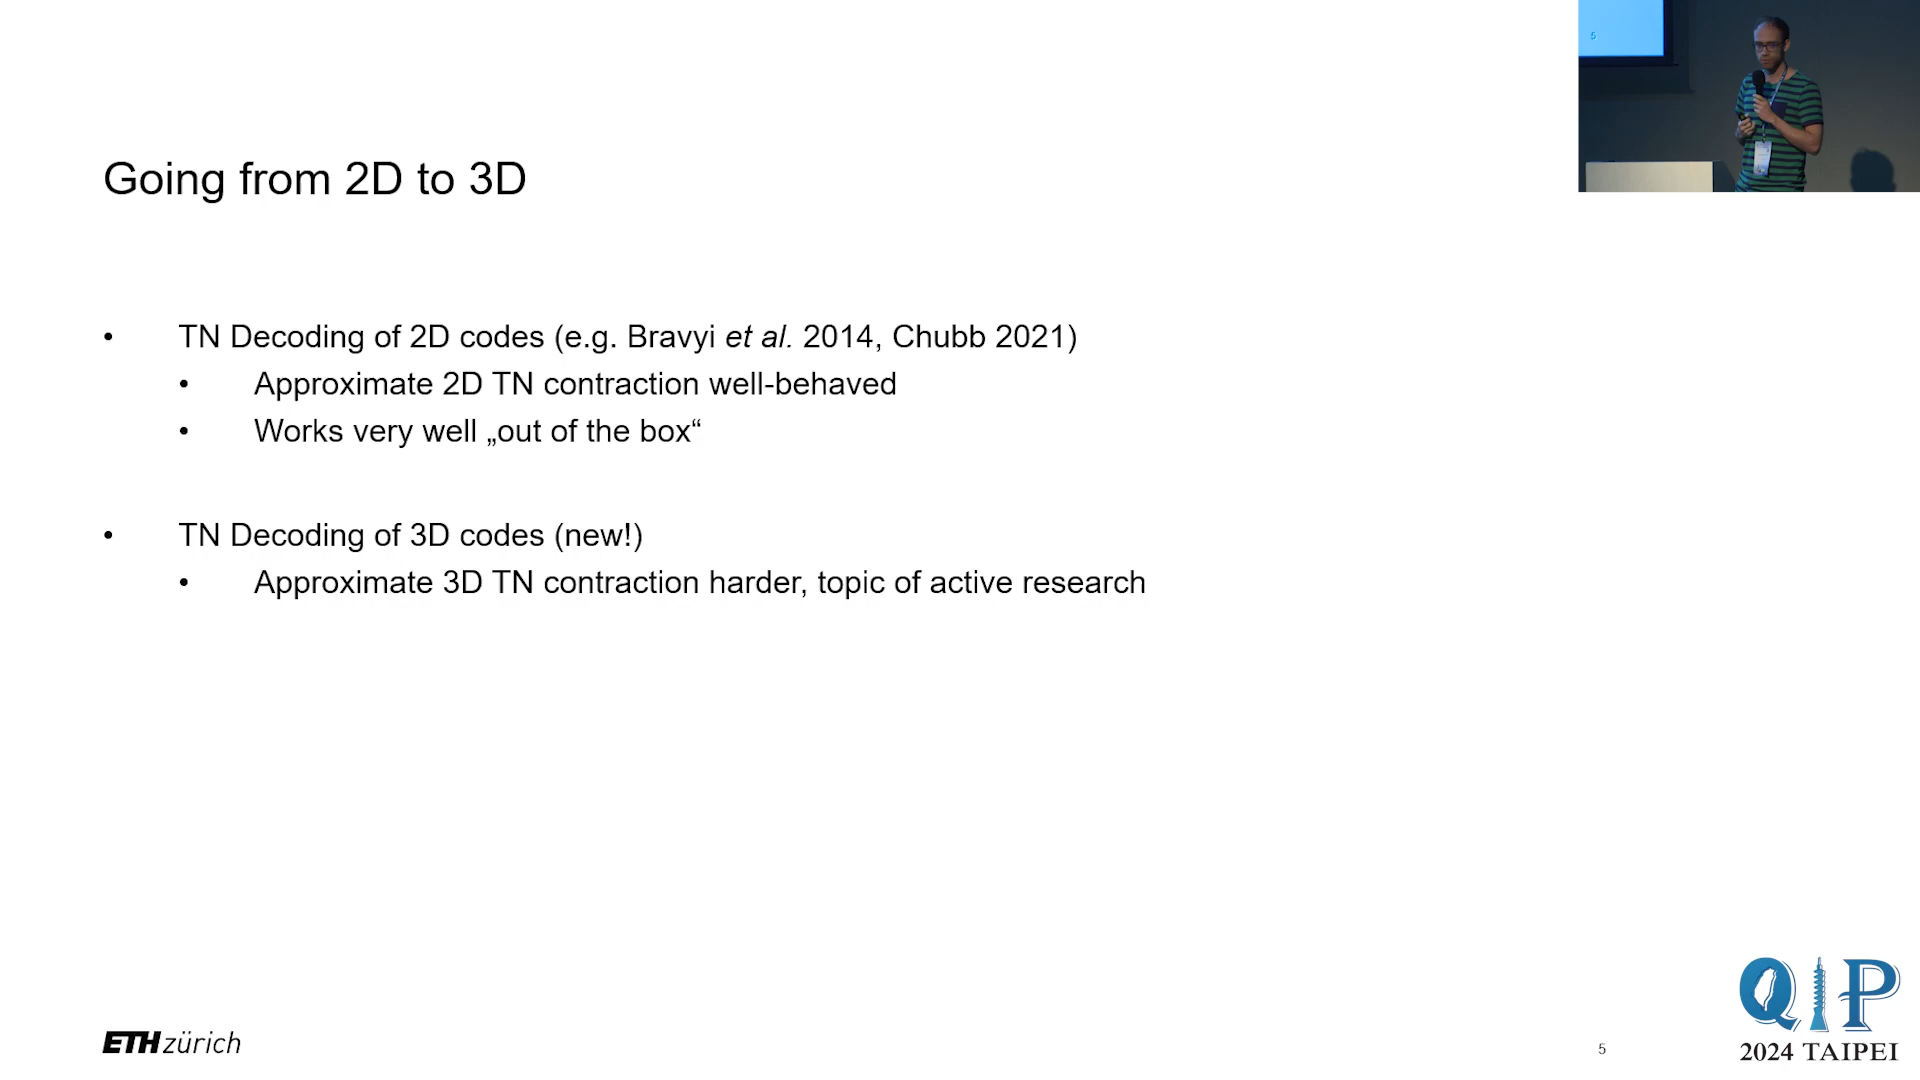 5
Going from 2D to 3D
• TN Decoding of 2D codes (e.g. Bravyi et al. 2014, Chubb 2021)
• Approximate 2D TN contraction well-behaved
• Works very well „out of the box“
• TN Decoding of 3D codes (new!)
• Approximate 3D TN contraction harder, topic of active research
ETH zürich
5
QIP
2024 TAIPEI